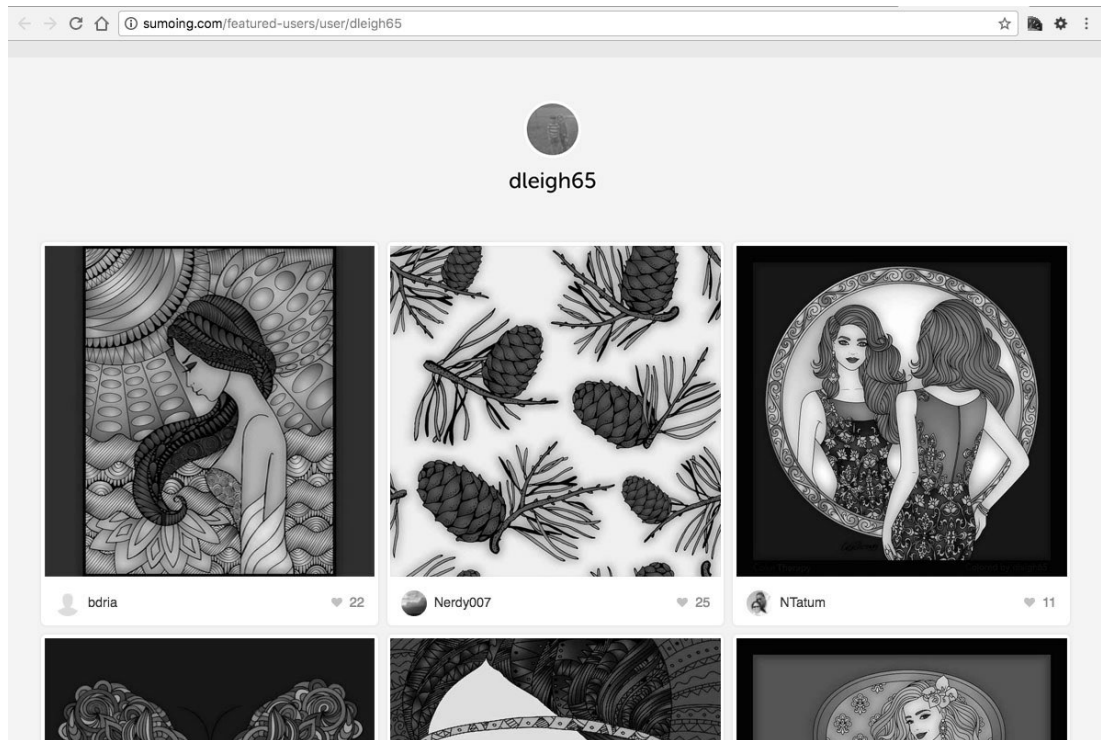 sumoing.com/featured-users/user/dleigh65
dleigh65
bdria 22
Nerdy007 25
NTatum 11